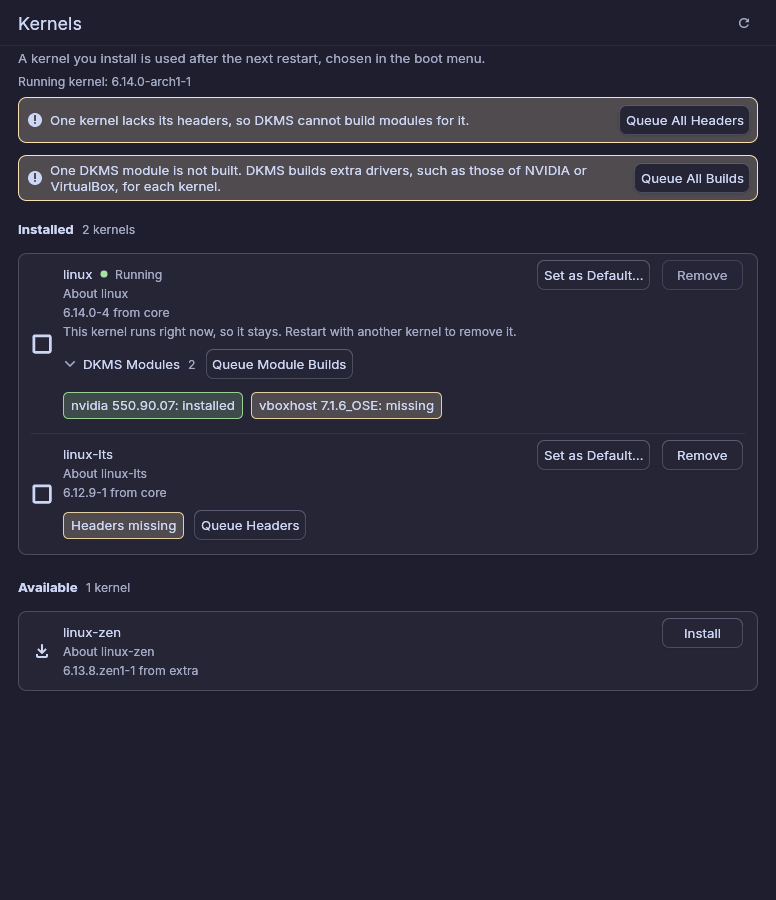 Kernels
A kernel you install is used after the next restart, chosen in the boot menu.
Running kernel: 6.14.0-arch1-1
One kernel lacks its headers, so DKMS cannot build modules for it.
Queue All Headers
One DKMS module is not built. DKMS builds extra drivers, such as those of NVIDIA or
VirtualBox, for each kernel.
Queue All Builds
Installed 2 kernels
linux Running
Set as Default... Remove
About linux
6.14.0-4 from core
This kernel runs right now, so it stays. Restart with another kernel to remove it.
DKMS Modules 2 Queue Module Builds
nvidia 550.90.07: installed vboxhost 7.1.6_OSE: missing
linux-lts
Set as Default... Remove
About linux-lts
6.12.9-1 from core
Headers missing Queue Headers
Available 1 kernel
linux-zen
Install
About linux-zen
6.13.8.zen1-1 from extra